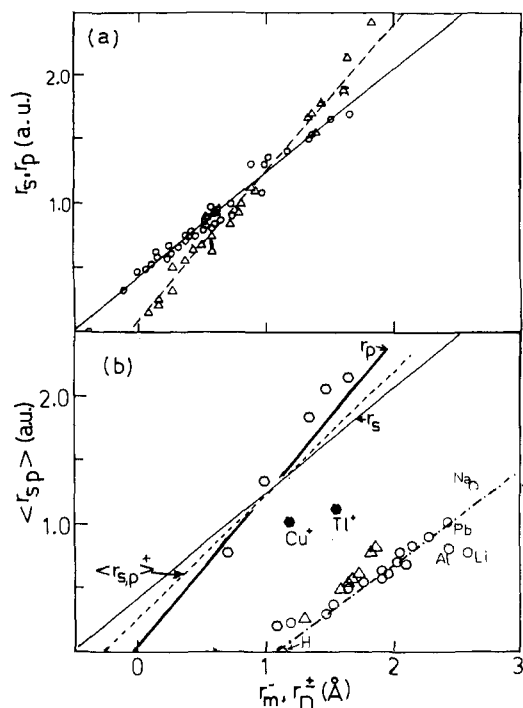 (a)
2.0
1.0
r_s, r_p (a.u.)
(b)
r_p
r_s
2.0
1.0
0
<r_sp> (a.u.)
<r_s,p>^+
Cu^+
Tl^+
Na
Pb
Al
Li
H
0
1
2
3
r_m^-, r_n^± (Å)